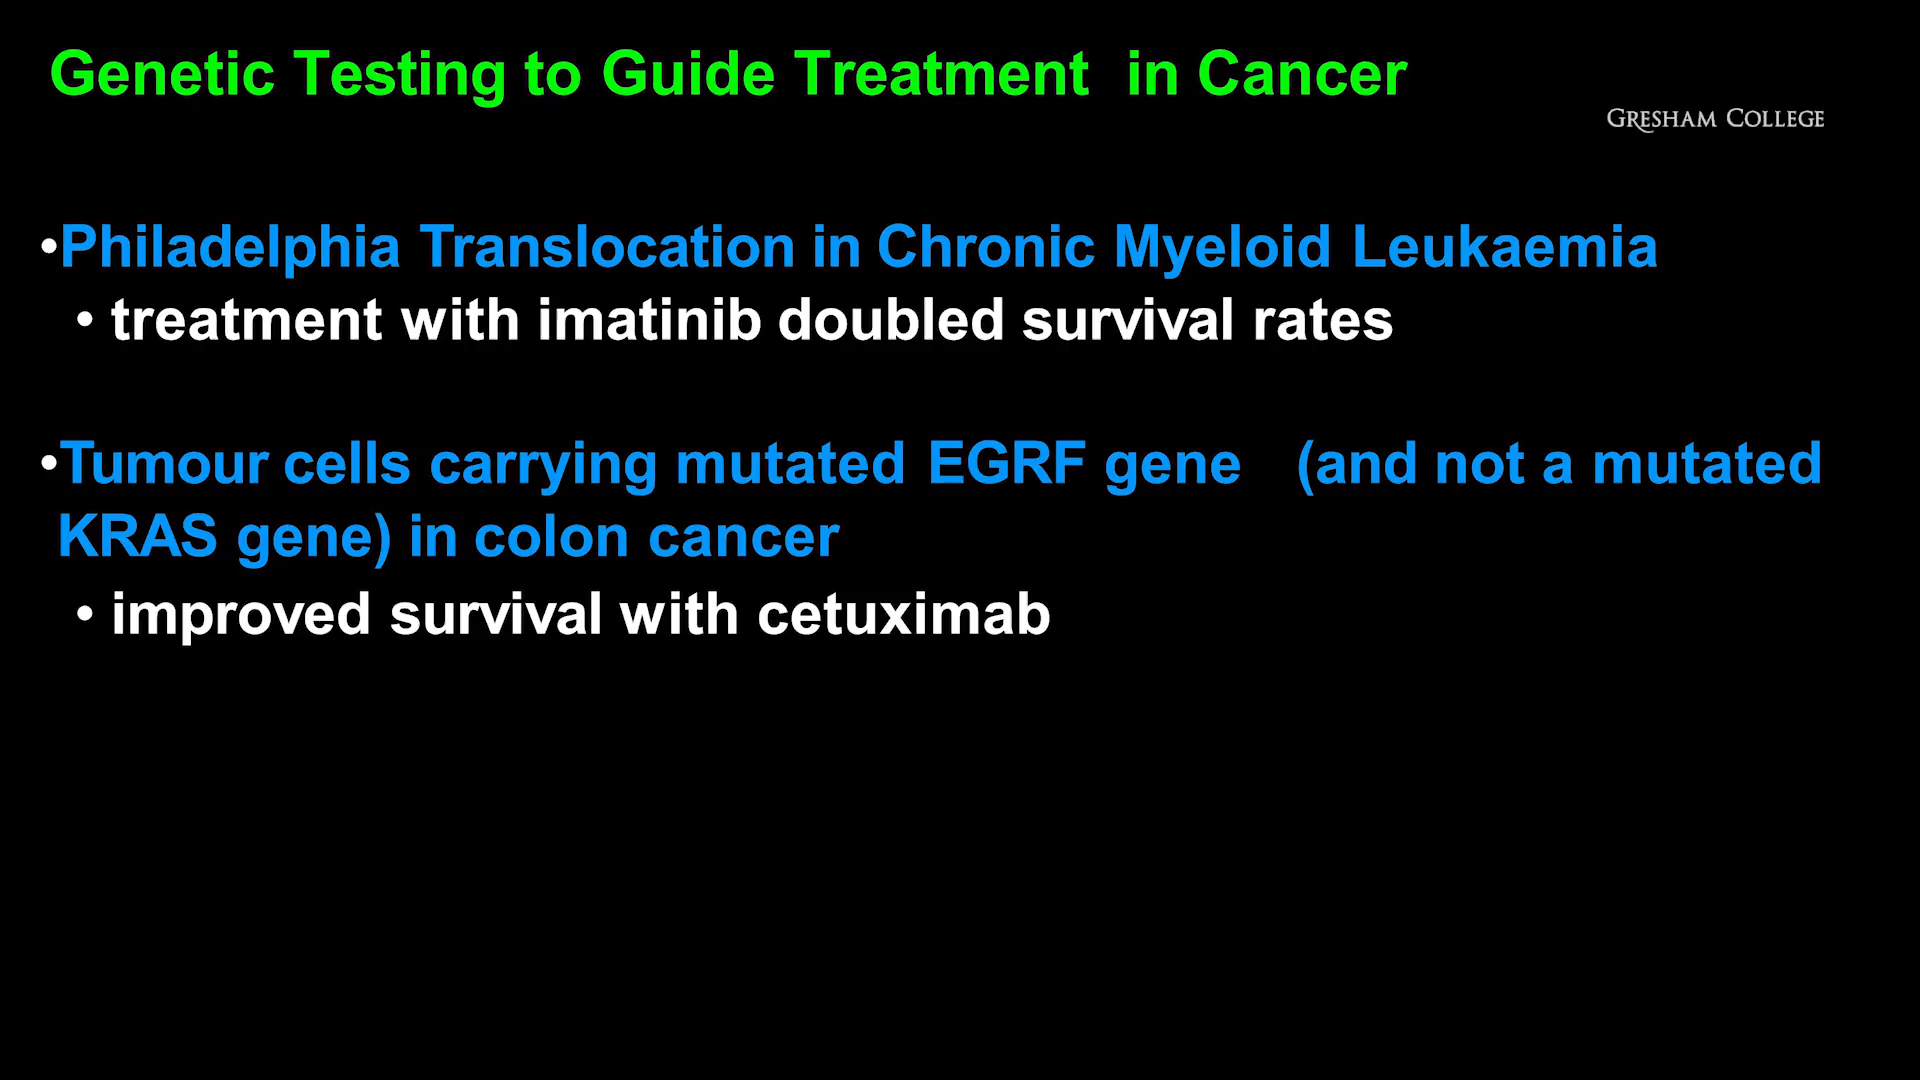 Genetic Testing to Guide Treatment in Cancer
GRESHAM COLLEGE
•Philadelphia Translocation in Chronic Myeloid Leukaemia
• treatment with imatinib doubled survival rates
•Tumour cells carrying mutated EGRF gene (and not a mutated
KRAS gene) in colon cancer
• improved survival with cetuximab